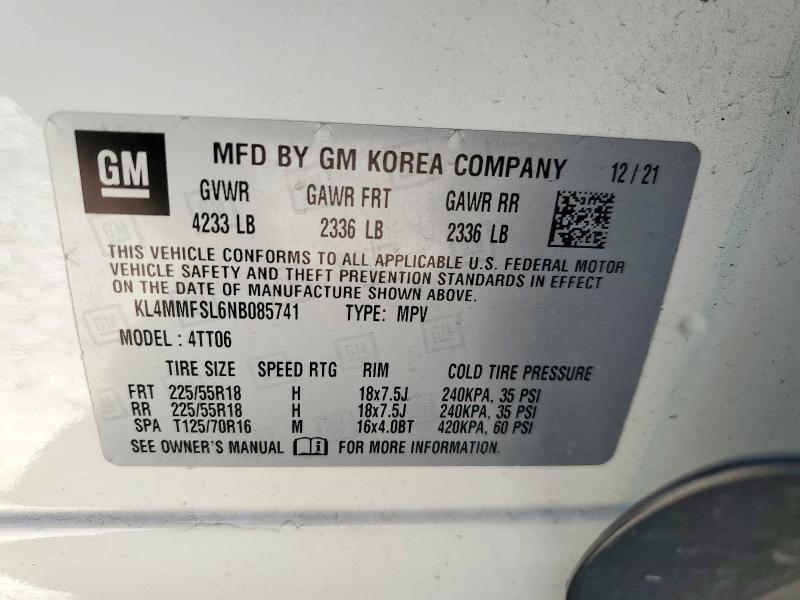 GM MFD BY GM KOREA COMPANY 12/21
GVWR GAWR FRT GAWR RR
4233 LB 2336 LB 2336 LB
THIS VEHICLE CONFORMS TO ALL APPLICABLE U.S. FEDERAL MOTOR
VEHICLE SAFETY AND THEFT PREVENTION STANDARDS IN EFFECT
ON THE DATE OF MANUFACTURE SHOWN ABOVE.
KL4MMFSL6NB085741 TYPE: MPV
MODEL : 4TT06
TIRE SIZE SPEED RTG RIM COLD TIRE PRESSURE
FRT 225/55R18 H 18x7.5J 240KPA, 35 PSI
RR 225/55R18 H 18x7.5J 240KPA, 35 PSI
SPA T125/70R16 M 16x4.0BT 420KPA, 60 PSI
SEE OWNER'S MANUAL FOR MORE INFORMATION.